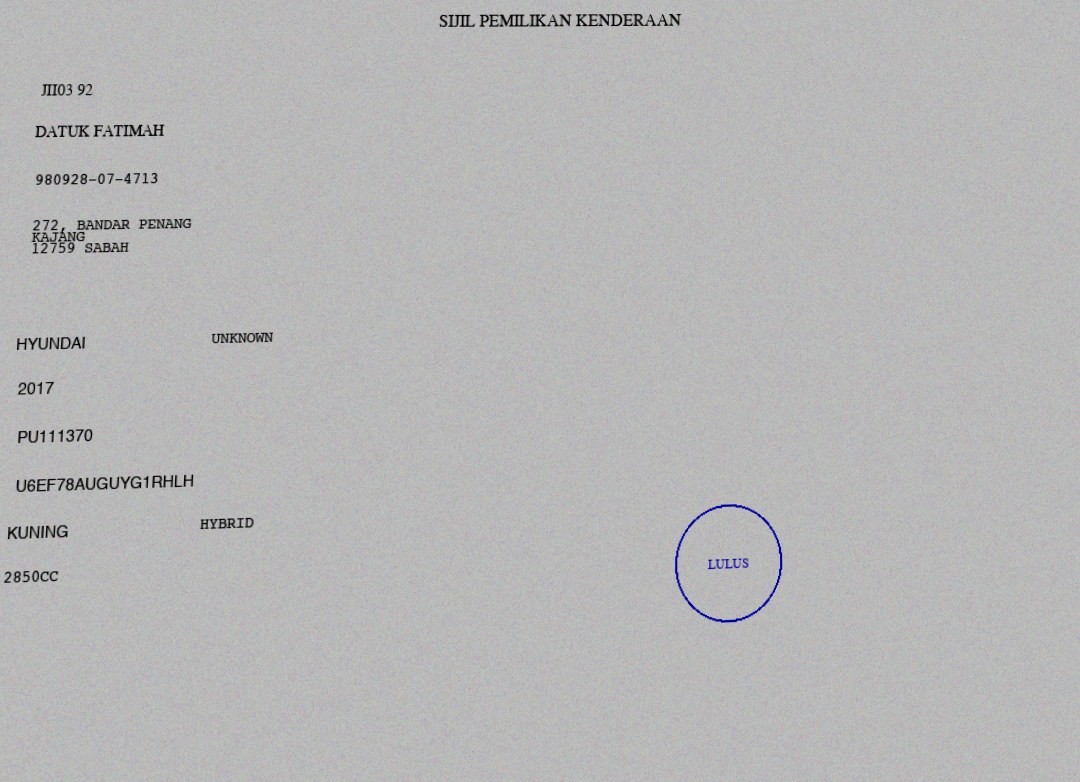 SIJIL PEMILIKAN KENDERAAN
JII03 92
DATUK FATIMAH
980928-07-4713
272, BANDAR PENANG
KAJANG
12759 SABAH
HYUNDAI UNKNOWN
2017
PU111370
U6EF78AUGUYG1RHLH
KUNING HYBRID
2850CC
LULUS